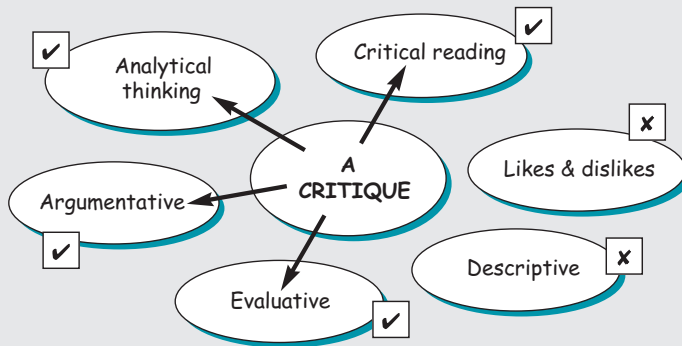 Analytical
thinking
Critical reading
A
CRITIQUE
Likes & dislikes
Argumentative
Descriptive
Evaluative